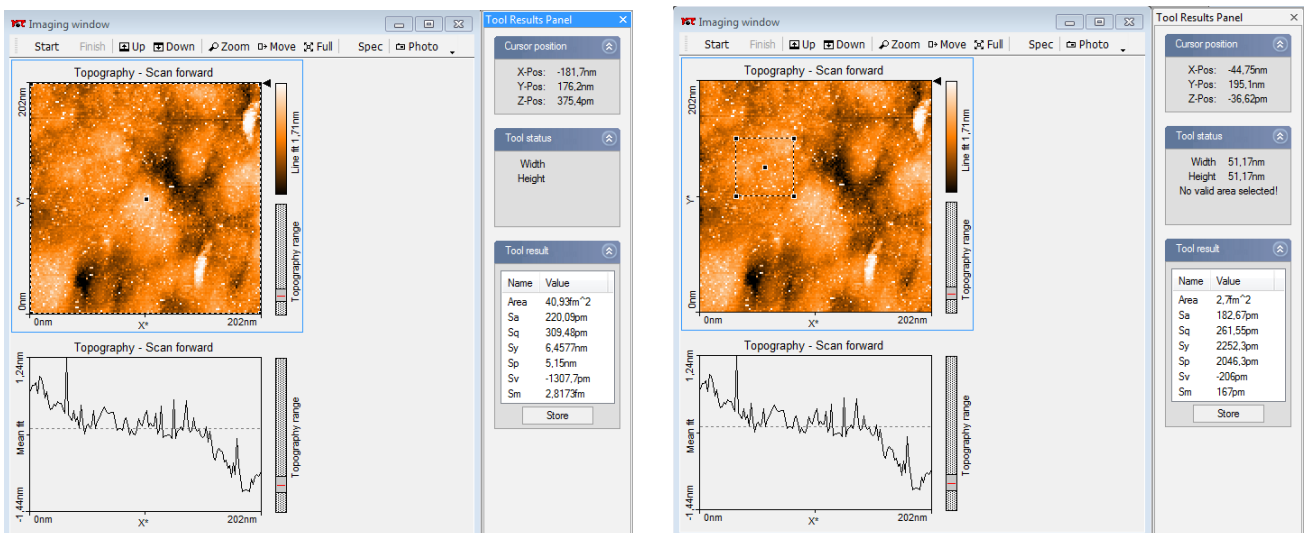 Imaging window
Start Finish Up Down Zoom Move Full Spec Photo
Topography - Scan forward
202nm
Y*
0nm
0nm X* 202nm
Line fit 1,71nm
Topography range
Topography - Scan forward
1,24nm
Mean fit
-1,44nm
0nm X* 202nm
Topography range
Tool Results Panel
Cursor position
X-Pos: -181,7nm
Y-Pos: 176,2nm
Z-Pos: 375,4pm
Tool status
Width
Height
Tool result
Name Value
Area 40,93fm^2
Sa 220,09pm
Sq 309,48pm
Sy 6,4577nm
Sp 5,15nm
Sv -1307,7pm
Sm 2,8173fm
Store
Imaging window
Start Finish Up Down Zoom Move Full Spec Photo
Topography - Scan forward
202nm
Y*
0nm
0nm X* 202nm
Line fit 1,71nm
Topography range
Topography - Scan forward
1,24nm
Mean fit
-1,44nm
0nm X* 202nm
Topography range
Tool Results Panel
Cursor position
X-Pos: -44,75nm
Y-Pos: 195,1nm
Z-Pos: -36,62pm
Tool status
Width 51,17nm
Height 51,17nm
No valid area selected!
Tool result
Name Value
Area 2,7fm^2
Sa 182,67pm
Sq 261,55pm
Sy 2252,3pm
Sp 2046,3pm
Sv -206pm
Sm 167pm
Store